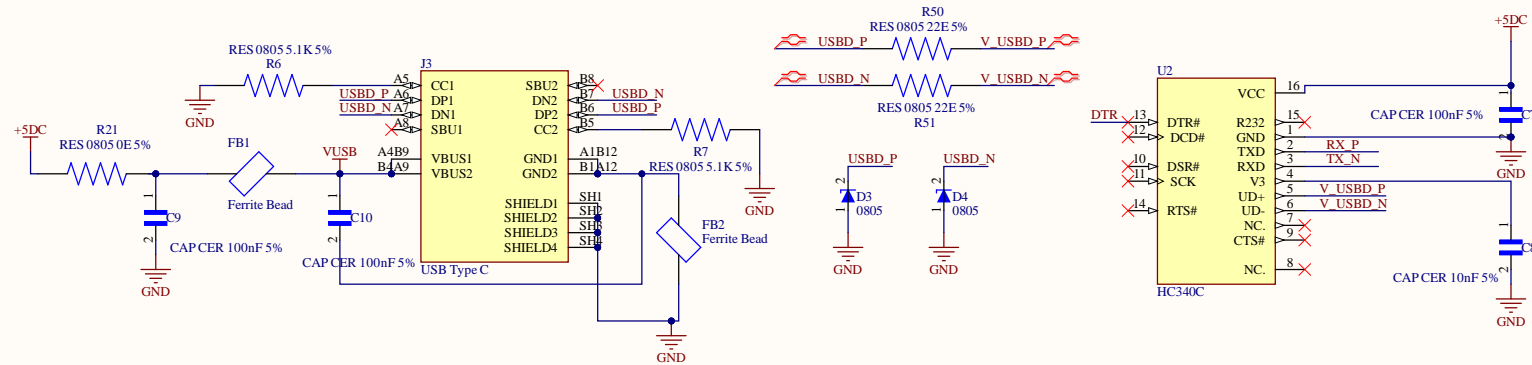 R50
RES 0805 22E 5%
USBD_P
V_USBD_P
USBD_N
V_USBD_N
RES 0805 22E 5%
R51
RES 0805 5.1K 5%
R6
GND
+5DC
R21
RES 0805 0E 5%
FB1
Ferrite Bead
VUSB
1
C9
2
CAP CER 100nF 5%
GND
1
C10
2
CAP CER 100nF 5%
J3
A5 CC1
USBD_P A6 DP1
USBD_N A7 DN1
A8 SBU1
A4B9 VBUS1
B4A9 VBUS2
SBU2 B8
DN2 B7 USBD_N
DP2 B6 USBD_P
CC2 B5
GND1 A1B12
GND2 B1A12
SHIELD1 SH1
SHIELD2 SH2
SHIELD3 SH3
SHIELD4 SH4
USB Type C
R7
RES 0805 5.1K 5%
GND
FB2
Ferrite Bead
GND
USBD_P
2
D3
1
0805
GND
USBD_N
2
D4
1
0805
GND
+5DC
U2
DTR 13 DTR#
12 DCD#
10 DSR#
11 SCK
14 RTS#
VCC 16
R232 15
GND 1
TXD 2 RX_P
RXD 3 TX_N
V3 4
UD+ 5 V_USBD_P
UD- 6 V_USBD_N
NC. 7
CTS# 9
NC. 8
HC340C
1
CAP CER 100nF 5%
2
GND
1
2
CAP CER 10nF 5%
GND